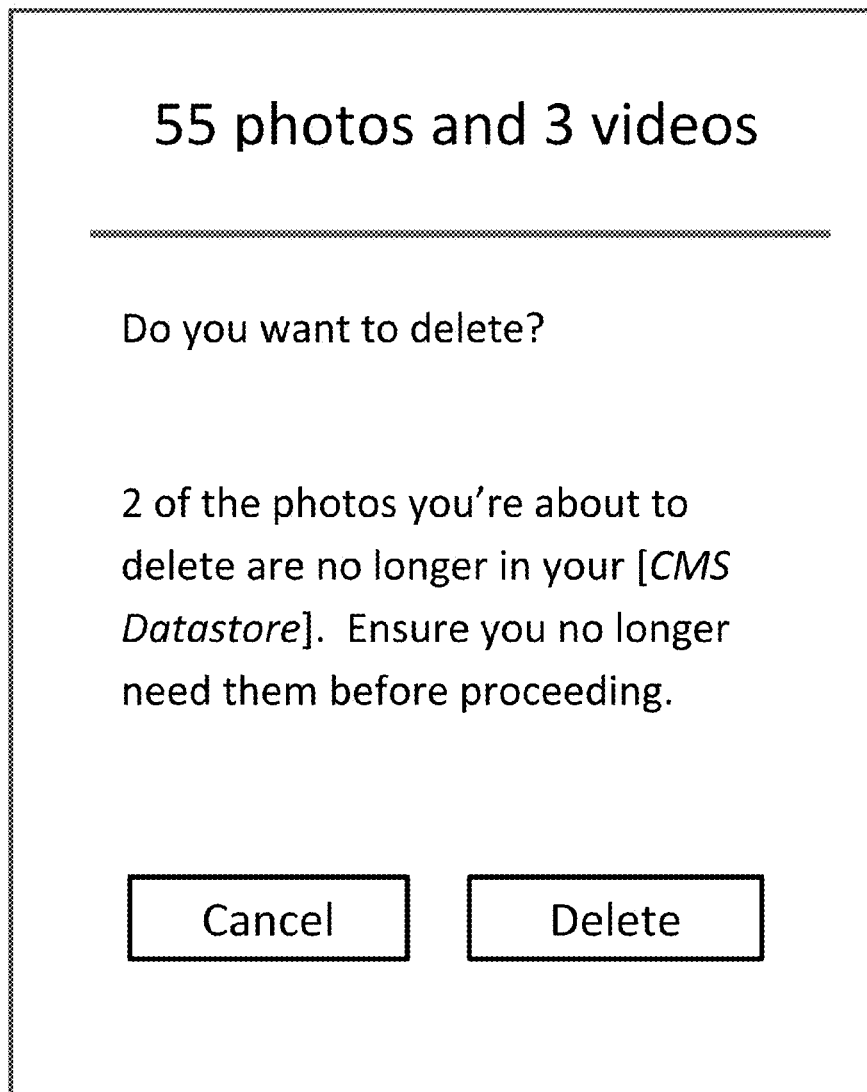 55 photos and 3 videos
Do you want to delete?
2 of the photos you’re about to
delete are no longer in your [CMS
Datastore].  Ensure you no longer
need them before proceeding.
Cancel
Delete